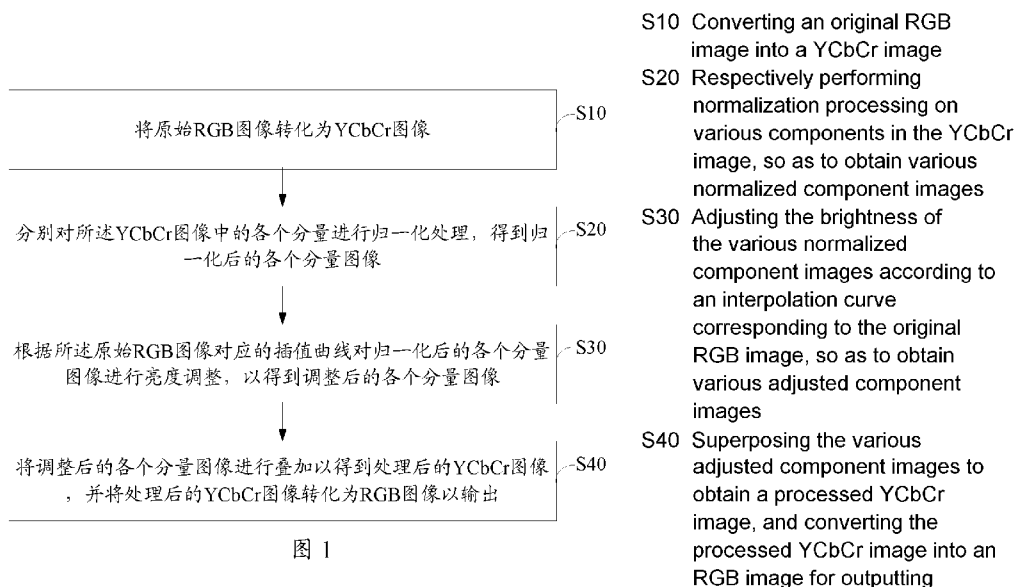 将原始RGB图像转化为YCbCr图像
S10
分别对所述YCbCr图像中的各个分量进行归一化处理，得到归
一化后的各个分量图像
S20
根据所述原始RGB图像对应的插值曲线对归一化后的各个分量
图像进行亮度调整，以得到调整后的各个分量图像
S30
将调整后的各个分量图像进行叠加以得到处理后的YCbCr图像
，并将处理后的YCbCr图像转化为RGB图像以输出
S40
图 1
S10 Converting an original RGB
image into a YCbCr image
S20 Respectively performing
normalization processing on
various components in the YCbCr
image, so as to obtain various
normalized component images
S30 Adjusting the brightness of
the various normalized
component images according to
an interpolation curve
corresponding to the original
RGB image, so as to obtain
various adjusted component
images
S40 Superposing the various
adjusted component images to
obtain a processed YCbCr
image, and converting the
processed YCbCr image into an
RGB image for outputting